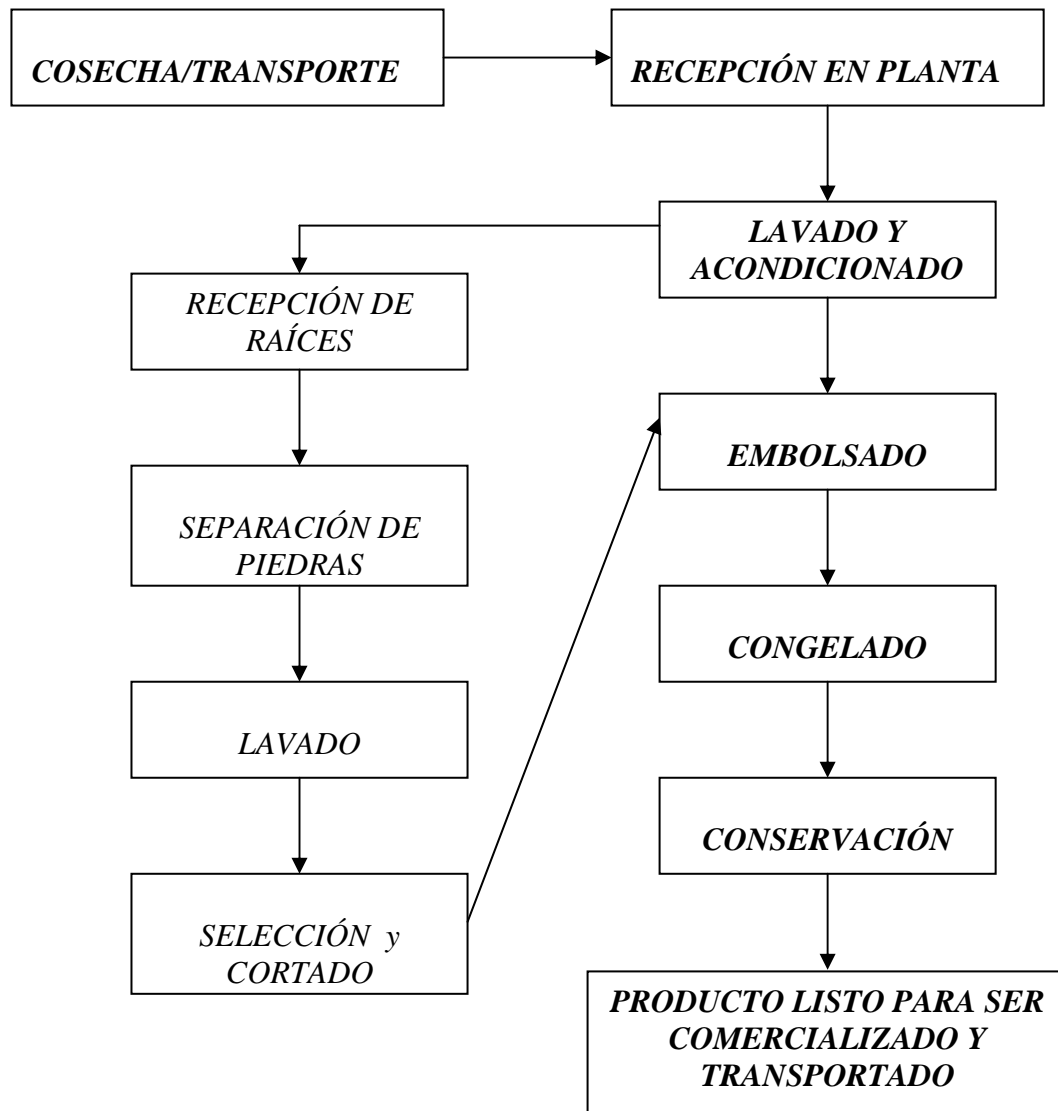 COSECHA/TRANSPORTE
RECEPCIÓN EN PLANTA
LAVADO Y
ACONDICIONADO
RECEPCIÓN DE
RAÍCES
SEPARACIÓN DE
PIEDRAS
LAVADO
SELECCIÓN y
CORTADO
EMBOLSADO
CONGELADO
CONSERVACIÓN
PRODUCTO LISTO PARA SER
COMERCIALIZADO Y
TRANSPORTADO